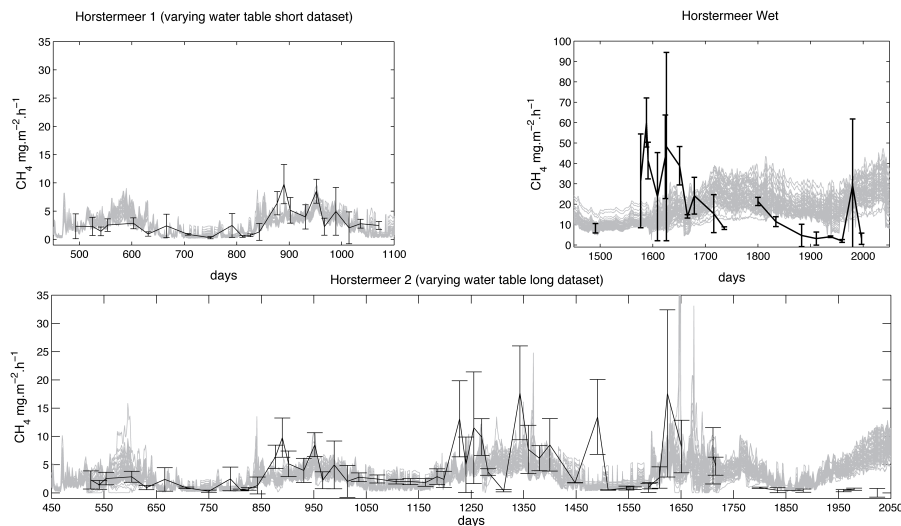 Horstermeer 1 (varying water table short dataset)
Horstermeer Wet
CH4 mg.m−2.h−1
35
30
25
20
15
10
5
0
500 600 700 800 900 1000 1100
days
CH4 mg.m−2.h−1
100
90
80
70
60
50
40
30
20
10
0
1500 1600 1700 1800 1900 2000
days
Horstermeer 2 (varying water table long dataset)
CH4 mg.m−2.h−1
35
30
25
20
15
10
5
0
450 550 650 750 850 950 1050 1150 1250 1350 1450 1550 1650 1750 1850 1950 2050
days